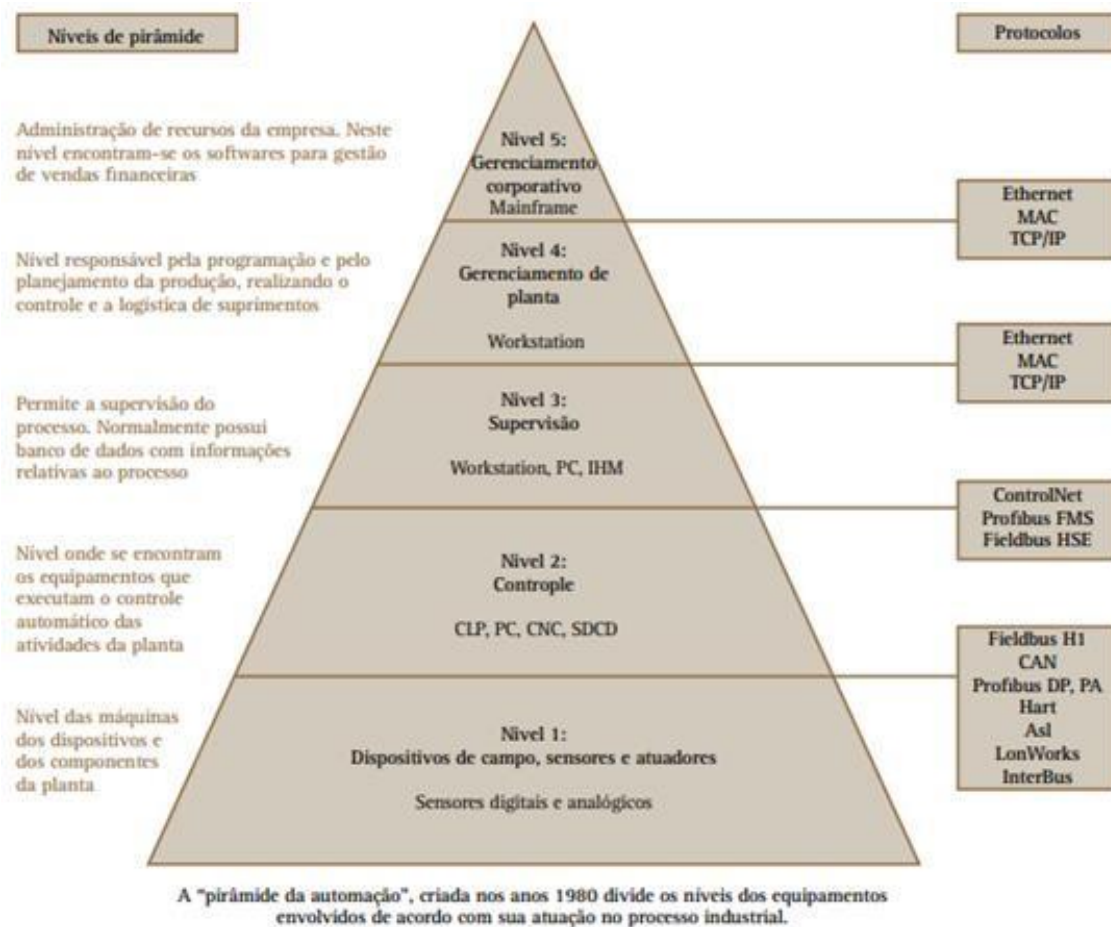 Níveis de pirâmide
Administração de recursos da empresa. Neste
nível encontram-se os softwares para gestão
de vendas financeiras
Nível responsável pela programação e pelo
planejamento da produção, realizando o
controle e a logística de suprimentos
Permite a supervisão do
processo. Normalmente possui
banco de dados com informações
relativas ao processo
Nível onde se encontram
os equipamentos que
executam o controle
automático das
atividades da planta
Nível das máquinas
dos dispositivos e
dos componentes
da planta
Nivel 5:
Gerenciamento
corporativo
Mainframe
Nivel 4:
Gerenciamento de
planta
Workstation
Nivel 3:
Supervisão
Workstation, PC, IHM
Nivel 2:
Controple
CLP, PC, CNC, SDCD
Nivel 1:
Dispositivos de campo, sensores e atuadores
Sensores digitais e analógicos
Protocolos
Ethernet
MAC
TCP/IP
Ethernet
MAC
TCP/IP
ControlNet
Profibus FMS
Fieldbus HSE
Fieldbus H1
CAN
Profibus DP, PA
Hart
Asl
LonWorks
InterBus
A “pirâmide da automação”, criada nos anos 1980 divide os níveis dos equipamentos
envolvidos de acordo com sua atuação no processo industrial.